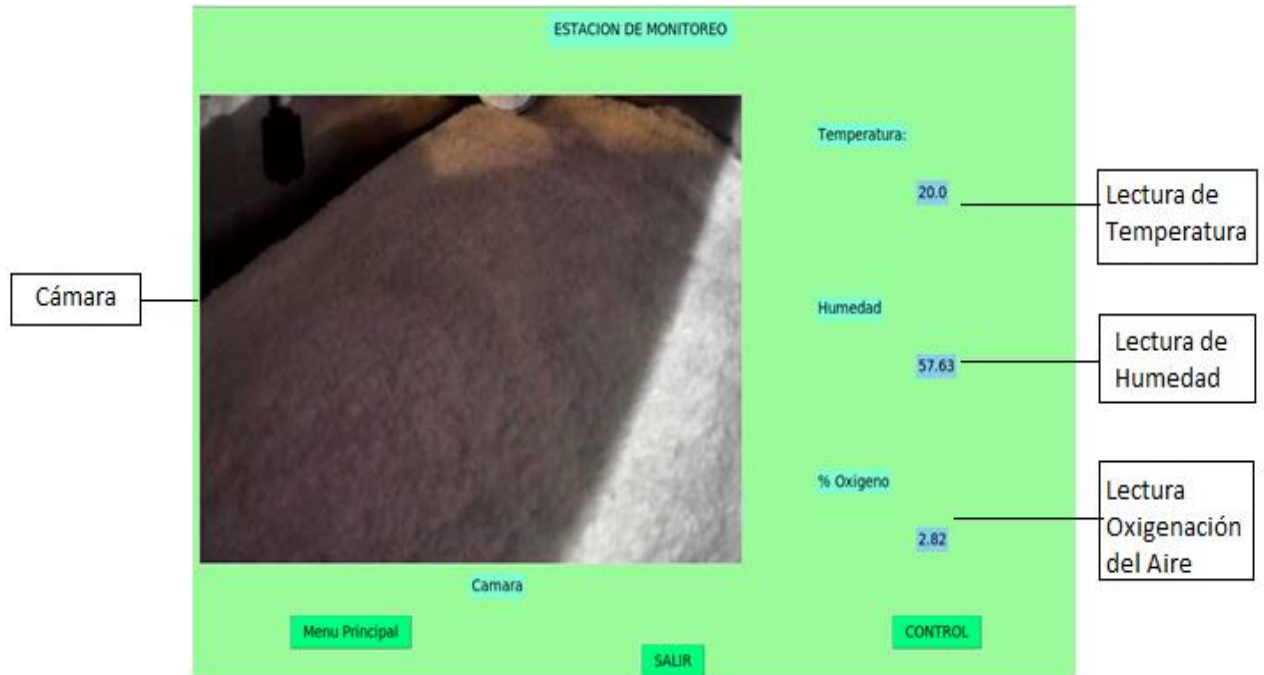 ESTACION DE MONITOREO
Cámara
Temperatura:
20.0
Lectura de
Temperatura
Humedad
57.63
Lectura de
Humedad
% Oxigeno
2.82
Lectura
Oxigenación
del Aire
Camara
Menu Principal
CONTROL
SALIR